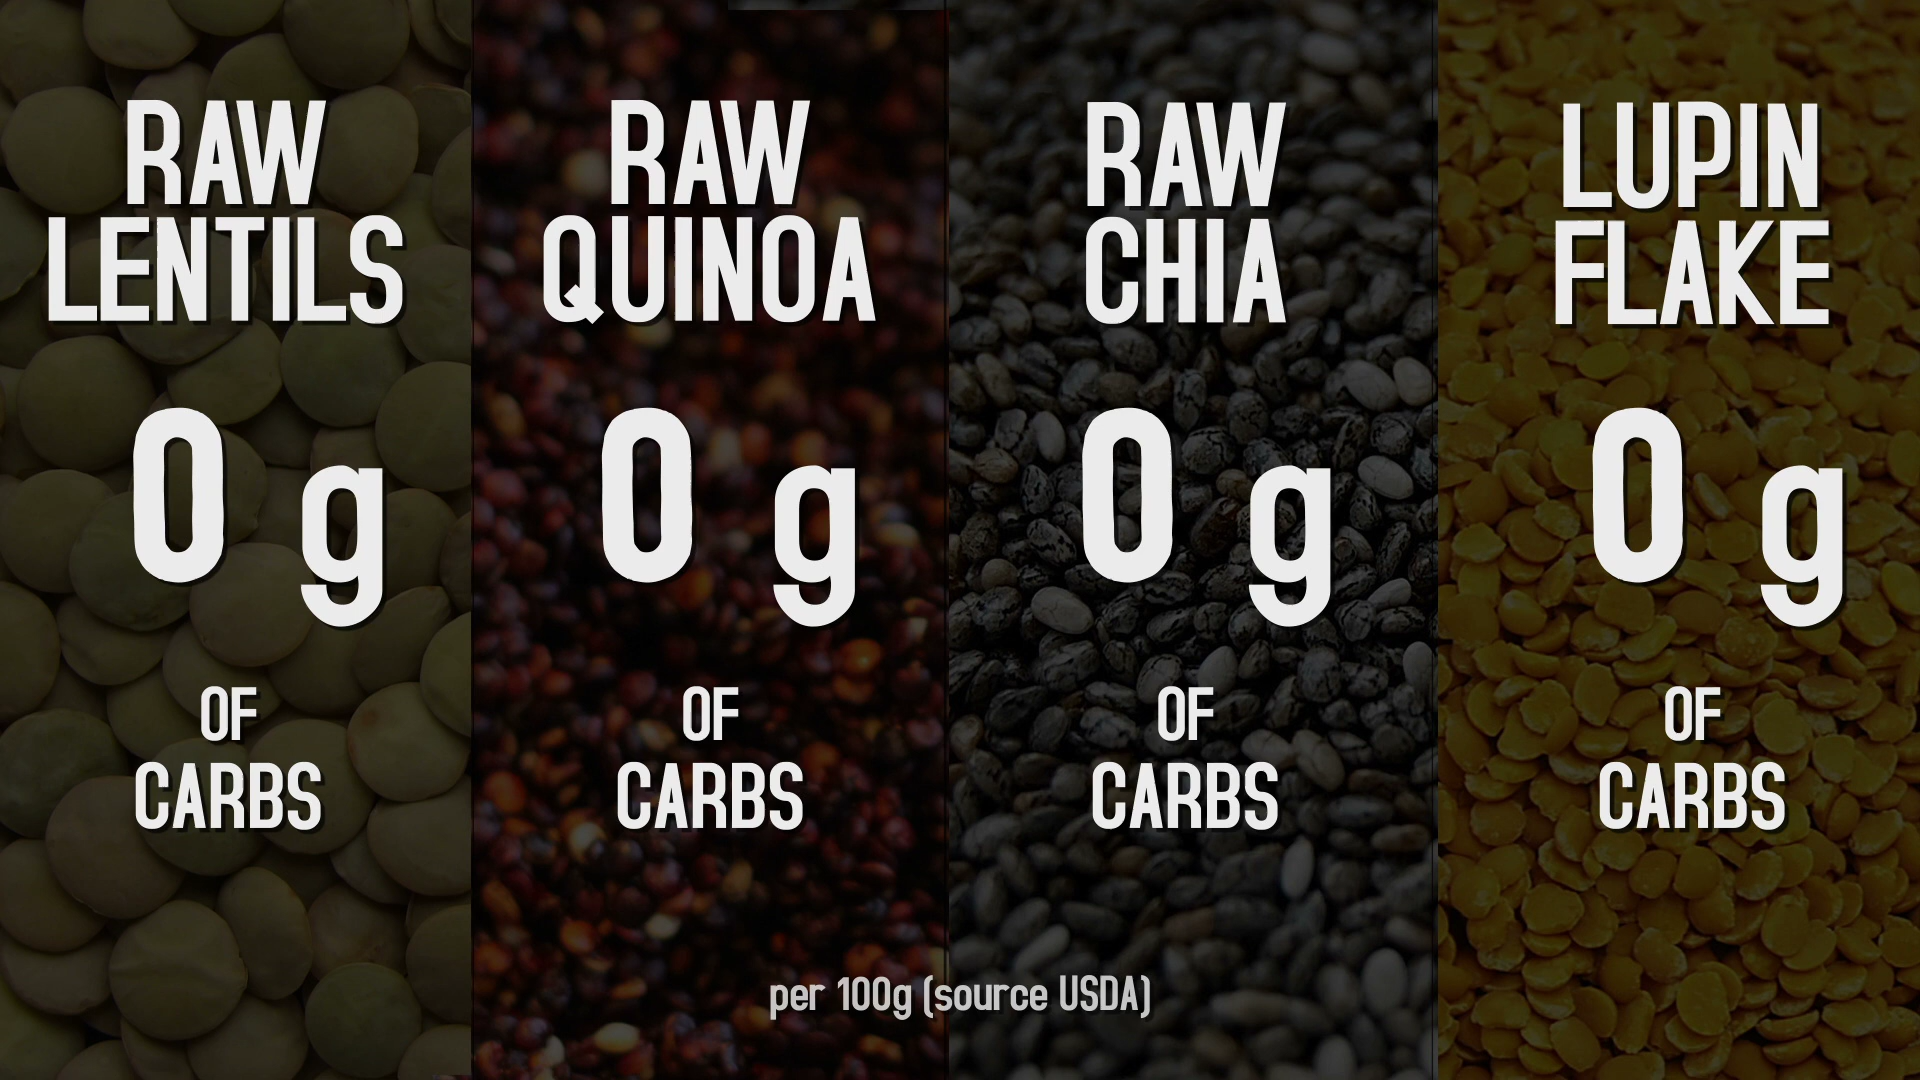 RAW
LENTILS
0 g
OF
CARBS
RAW
QUINOA
0 g
OF
CARBS
RAW
CHIA
0 g
OF
CARBS
LUPIN
FLAKE
0 g
OF
CARBS
per 100g (source USDA)